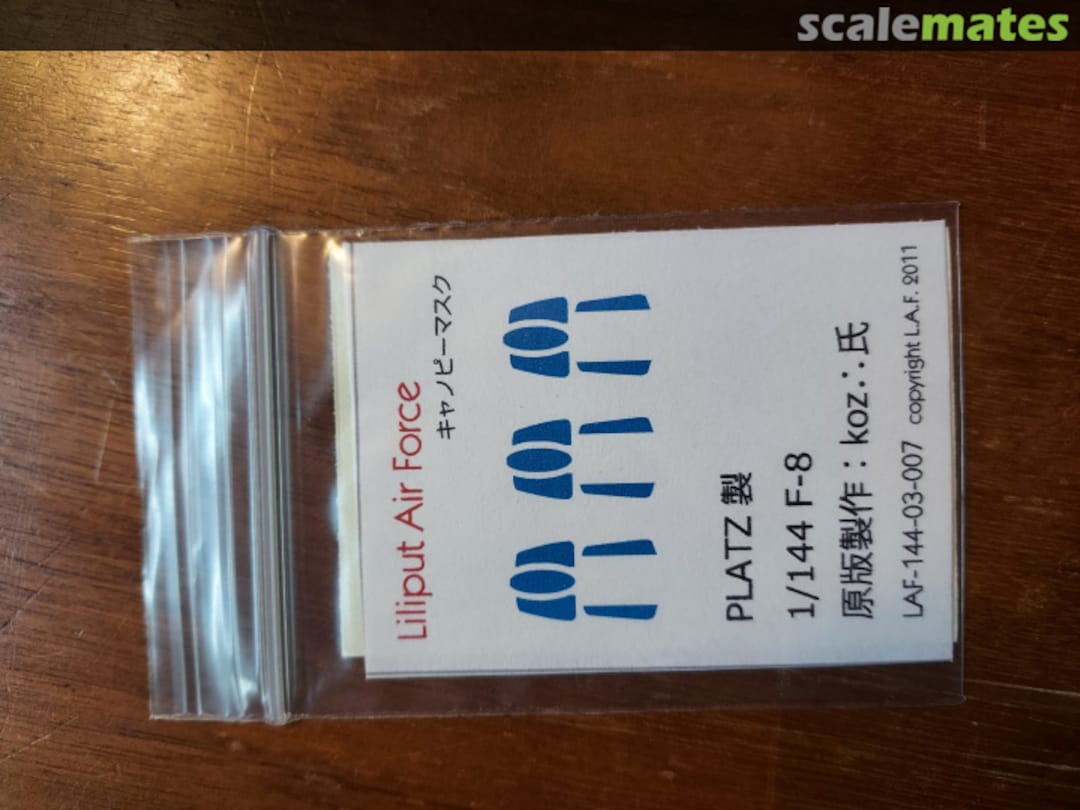 scalemates
Liliput Air Force
キャノピーマスク
PLATZ 製
1/144 F-8
原版製作：koz∴氏
LAF-144-03-007 copyright L.A.F. 2011